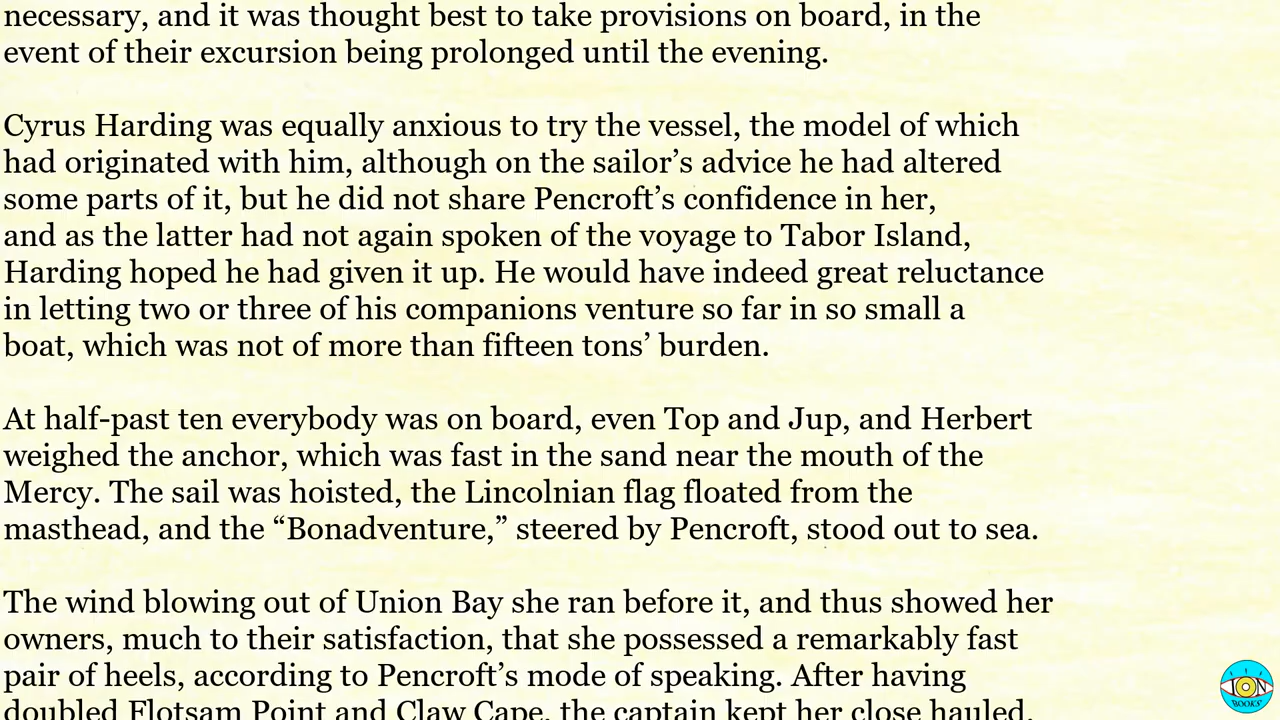 necessary, and it was thought best to take provisions on board, in the
event of their excursion being prolonged until the evening.
Cyrus Harding was equally anxious to try the vessel, the model of which
had originated with him, although on the sailor’s advice he had altered
some parts of it, but he did not share Pencroft’s confidence in her,
and as the latter had not again spoken of the voyage to Tabor Island,
Harding hoped he had given it up. He would have indeed great reluctance
in letting two or three of his companions venture so far in so small a
boat, which was not of more than fifteen tons’ burden.
At half-past ten everybody was on board, even Top and Jup, and Herbert
weighed the anchor, which was fast in the sand near the mouth of the
Mercy. The sail was hoisted, the Lincolnian flag floated from the
masthead, and the “Bonadventure,” steered by Pencroft, stood out to sea.
The wind blowing out of Union Bay she ran before it, and thus showed her
owners, much to their satisfaction, that she possessed a remarkably fast
pair of heels, according to Pencroft’s mode of speaking. After having
doubled Flotsam Point and Claw Cape, the captain kept her close hauled,
ION
BOOKS